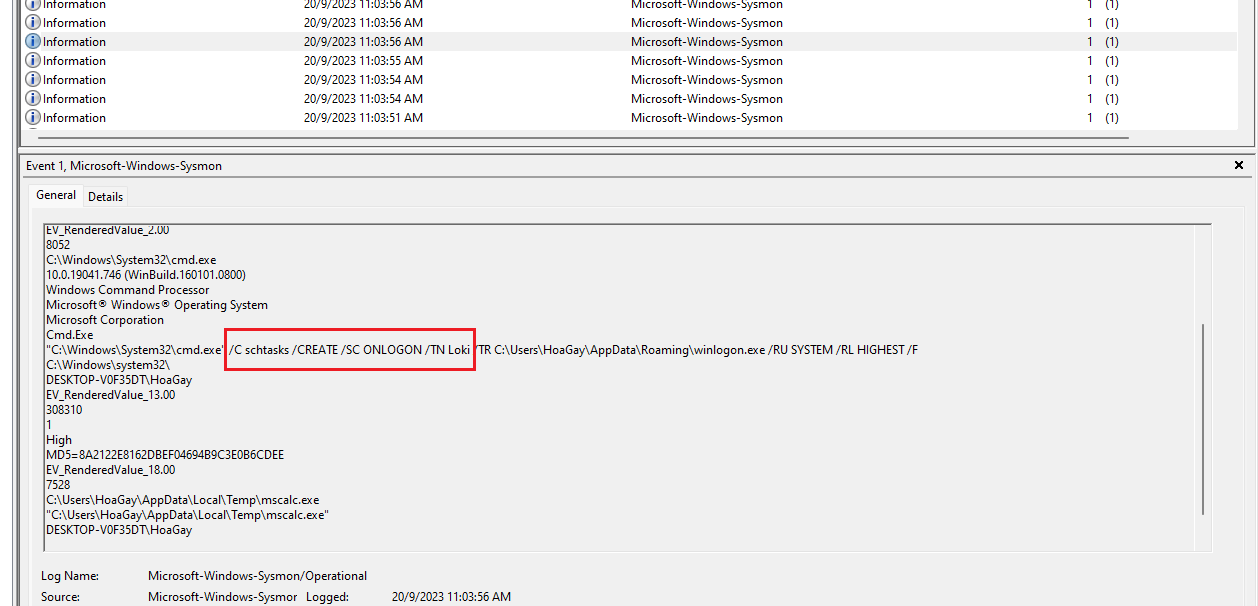 Information 20/9/2023 11:03:56 AM Microsoft-Windows-Sysmon 1 (1)
Information 20/9/2023 11:03:56 AM Microsoft-Windows-Sysmon 1 (1)
Information 20/9/2023 11:03:56 AM Microsoft-Windows-Sysmon 1 (1)
Information 20/9/2023 11:03:55 AM Microsoft-Windows-Sysmon 1 (1)
Information 20/9/2023 11:03:54 AM Microsoft-Windows-Sysmon 1 (1)
Information 20/9/2023 11:03:54 AM Microsoft-Windows-Sysmon 1 (1)
Information 20/9/2023 11:03:51 AM Microsoft-Windows-Sysmon 1 (1)
Event 1, Microsoft-Windows-Sysmon
General Details
EV_RenderedValue_2.00
8052
C:\Windows\System32\cmd.exe
10.0.19041.746 (WinBuild.160101.0800)
Windows Command Processor
Microsoft® Windows® Operating System
Microsoft Corporation
Cmd.Exe
"C:\Windows\System32\cmd.exe" /C schtasks /CREATE /SC ONLOGON /TN Loki /TR C:\Users\HoaGay\AppData\Roaming\winlogon.exe /RU SYSTEM /RL HIGHEST /F
C:\Windows\system32\
DESKTOP-V0F35DT\HoaGay
EV_RenderedValue_13.00
308310
1
High
MD5=8A2122E8162DBEF04694B9C3E0B6CDEE
EV_RenderedValue_18.00
7528
C:\Users\HoaGay\AppData\Local\Temp\mscalc.exe
"C:\Users\HoaGay\AppData\Local\Temp\mscalc.exe"
DESKTOP-V0F35DT\HoaGay
Log Name: Microsoft-Windows-Sysmon/Operational
Source: Microsoft-Windows-Sysmor Logged: 20/9/2023 11:03:56 AM